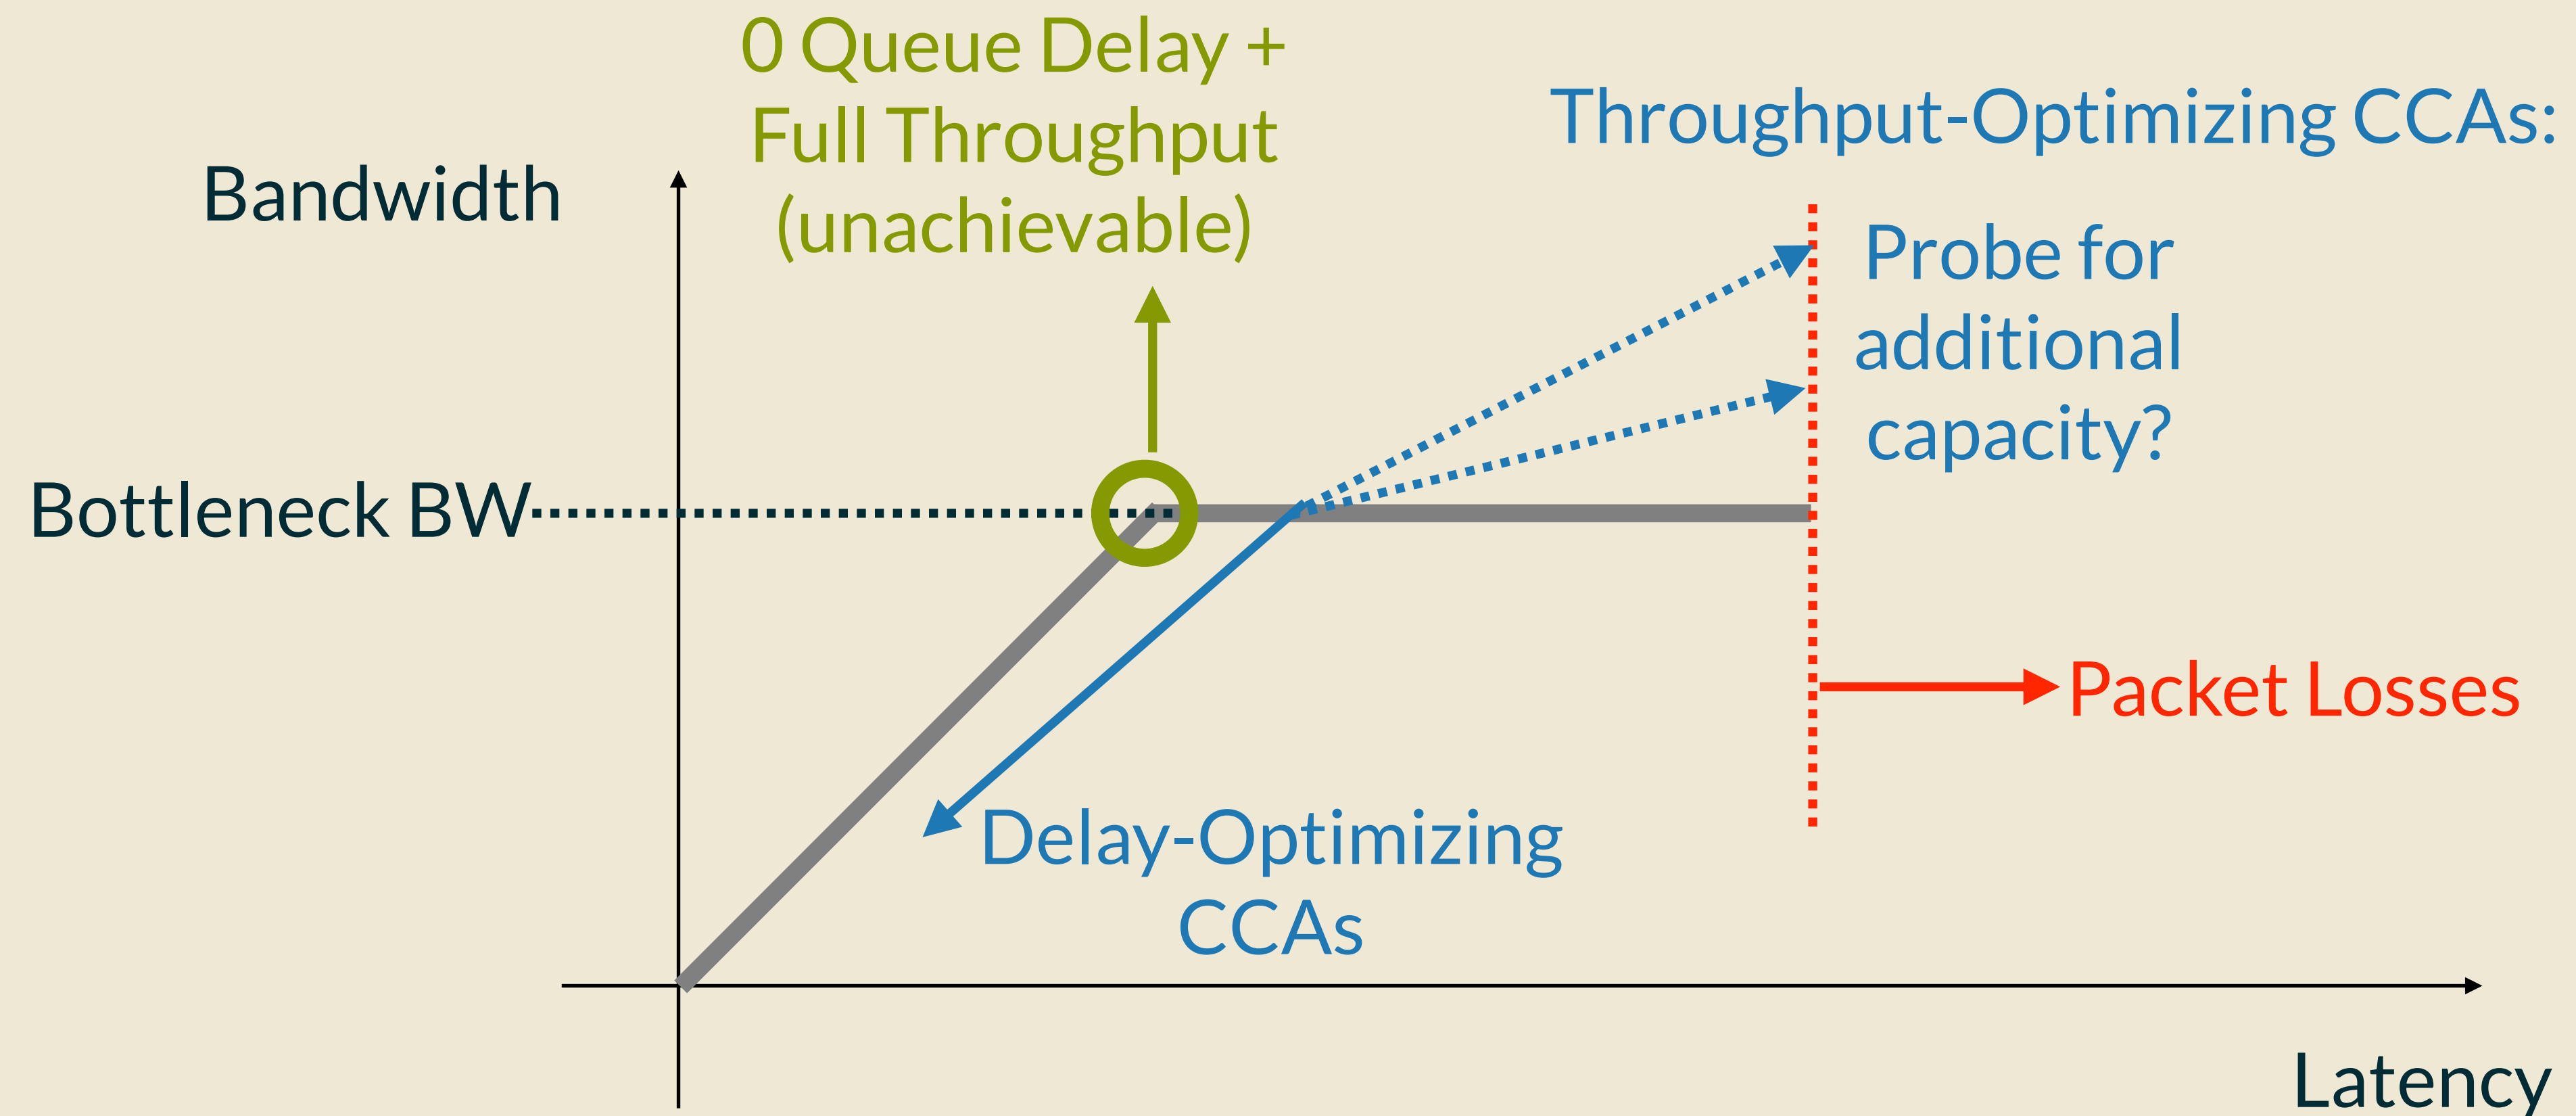 0 Queue Delay +
Full Throughput
(unachievable)
Throughput-Optimizing CCAs:
Bandwidth
Probe for
additional
capacity?
Bottleneck BW
Packet Losses
Delay-Optimizing
CCAs
Latency